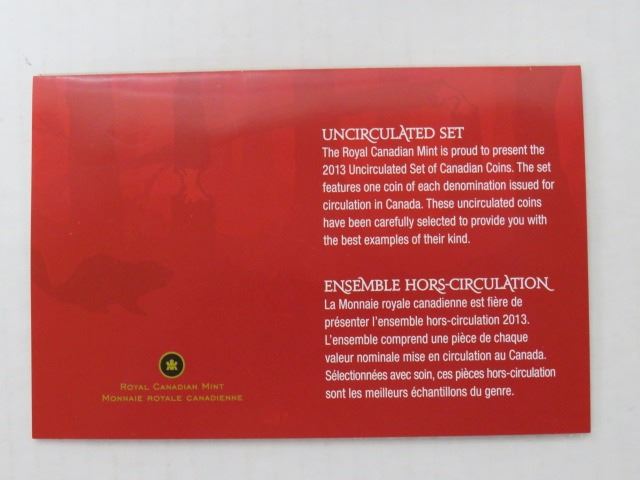 UNCIRCULATED SET
The Royal Canadian Mint is proud to present the
2013 Uncirculated Set of Canadian Coins. The set
features one coin of each denomination issued for
circulation in Canada. These uncirculated coins
have been carefully selected to provide you with
the best examples of their kind.
ENSEMBLE HORS-CIRCULATION
La Monnaie royale canadienne est fière de
présenter l'ensemble hors-circulation 2013.
L'ensemble comprend une pièce de chaque
valeur nominale mise en circulation au Canada.
Sélectionnées avec soin, ces pièces hors-circulation
sont les meilleurs échantillons du genre.
ROYAL CANADIAN MINT
MONNAIE ROYALE CANADIENNE